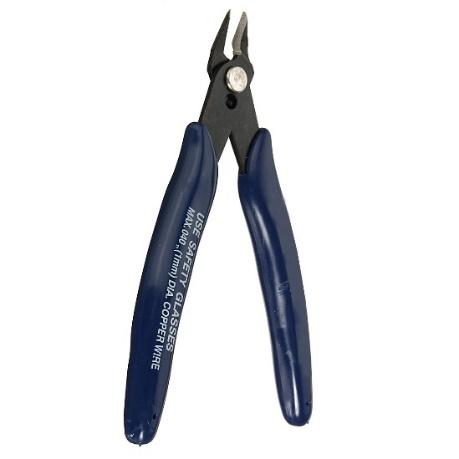 USE SAFETY GLASSES
MAX.040„(1mm) DIA. COPPER WIRE